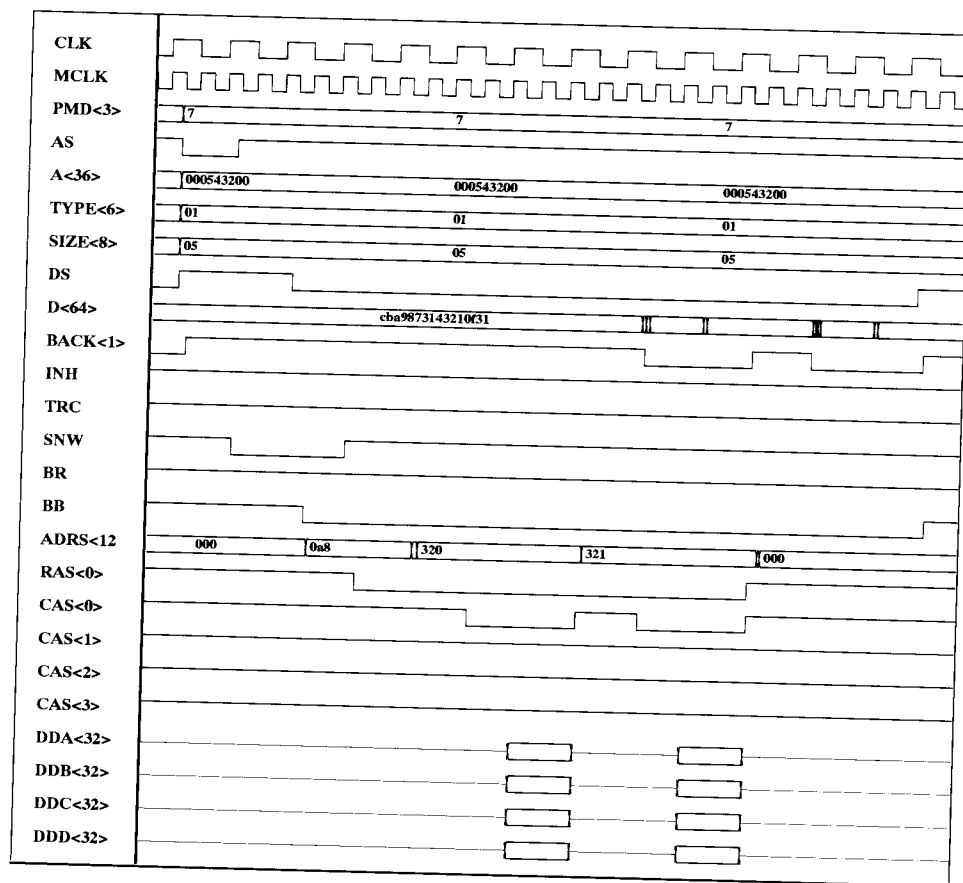 CLK
MCLK
PMD<3> 7 7 7
AS
A<36> 000543200 000543200 000543200
TYPE<6> 01 01 01
SIZE<8> 05 05 05
DS
D<64> cba9873143210f31
BACK<1>
INH
TRC
SNW
BR
BB
ADRS<12 000 0a8 320 321 000
RAS<0>
CAS<0>
CAS<1>
CAS<2>
CAS<3>
DDA<32>
DDB<32>
DDC<32>
DDD<32>